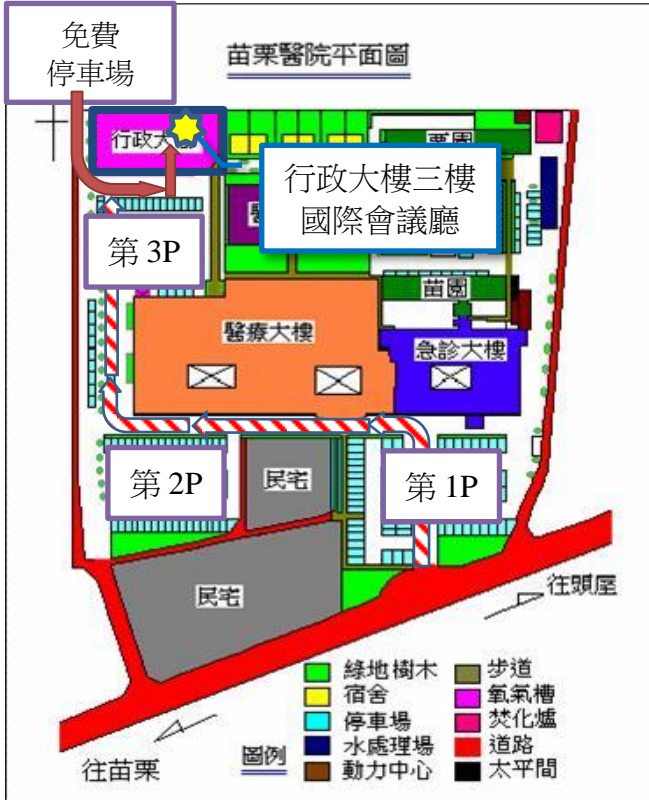 免費
停車場
苗栗醫院平面圖
行政大
栗園
行政大樓三樓
國際會議廳
醫
第 3P
苗園
醫療大樓
急診大樓
第 2P
民宅
第 1P
民宅
往頭屋
綠地樹木
步道
宿舍
氧氣槽
停車場
焚化爐
水處理場
道路
圖例
動力中心
太平間
往苗栗